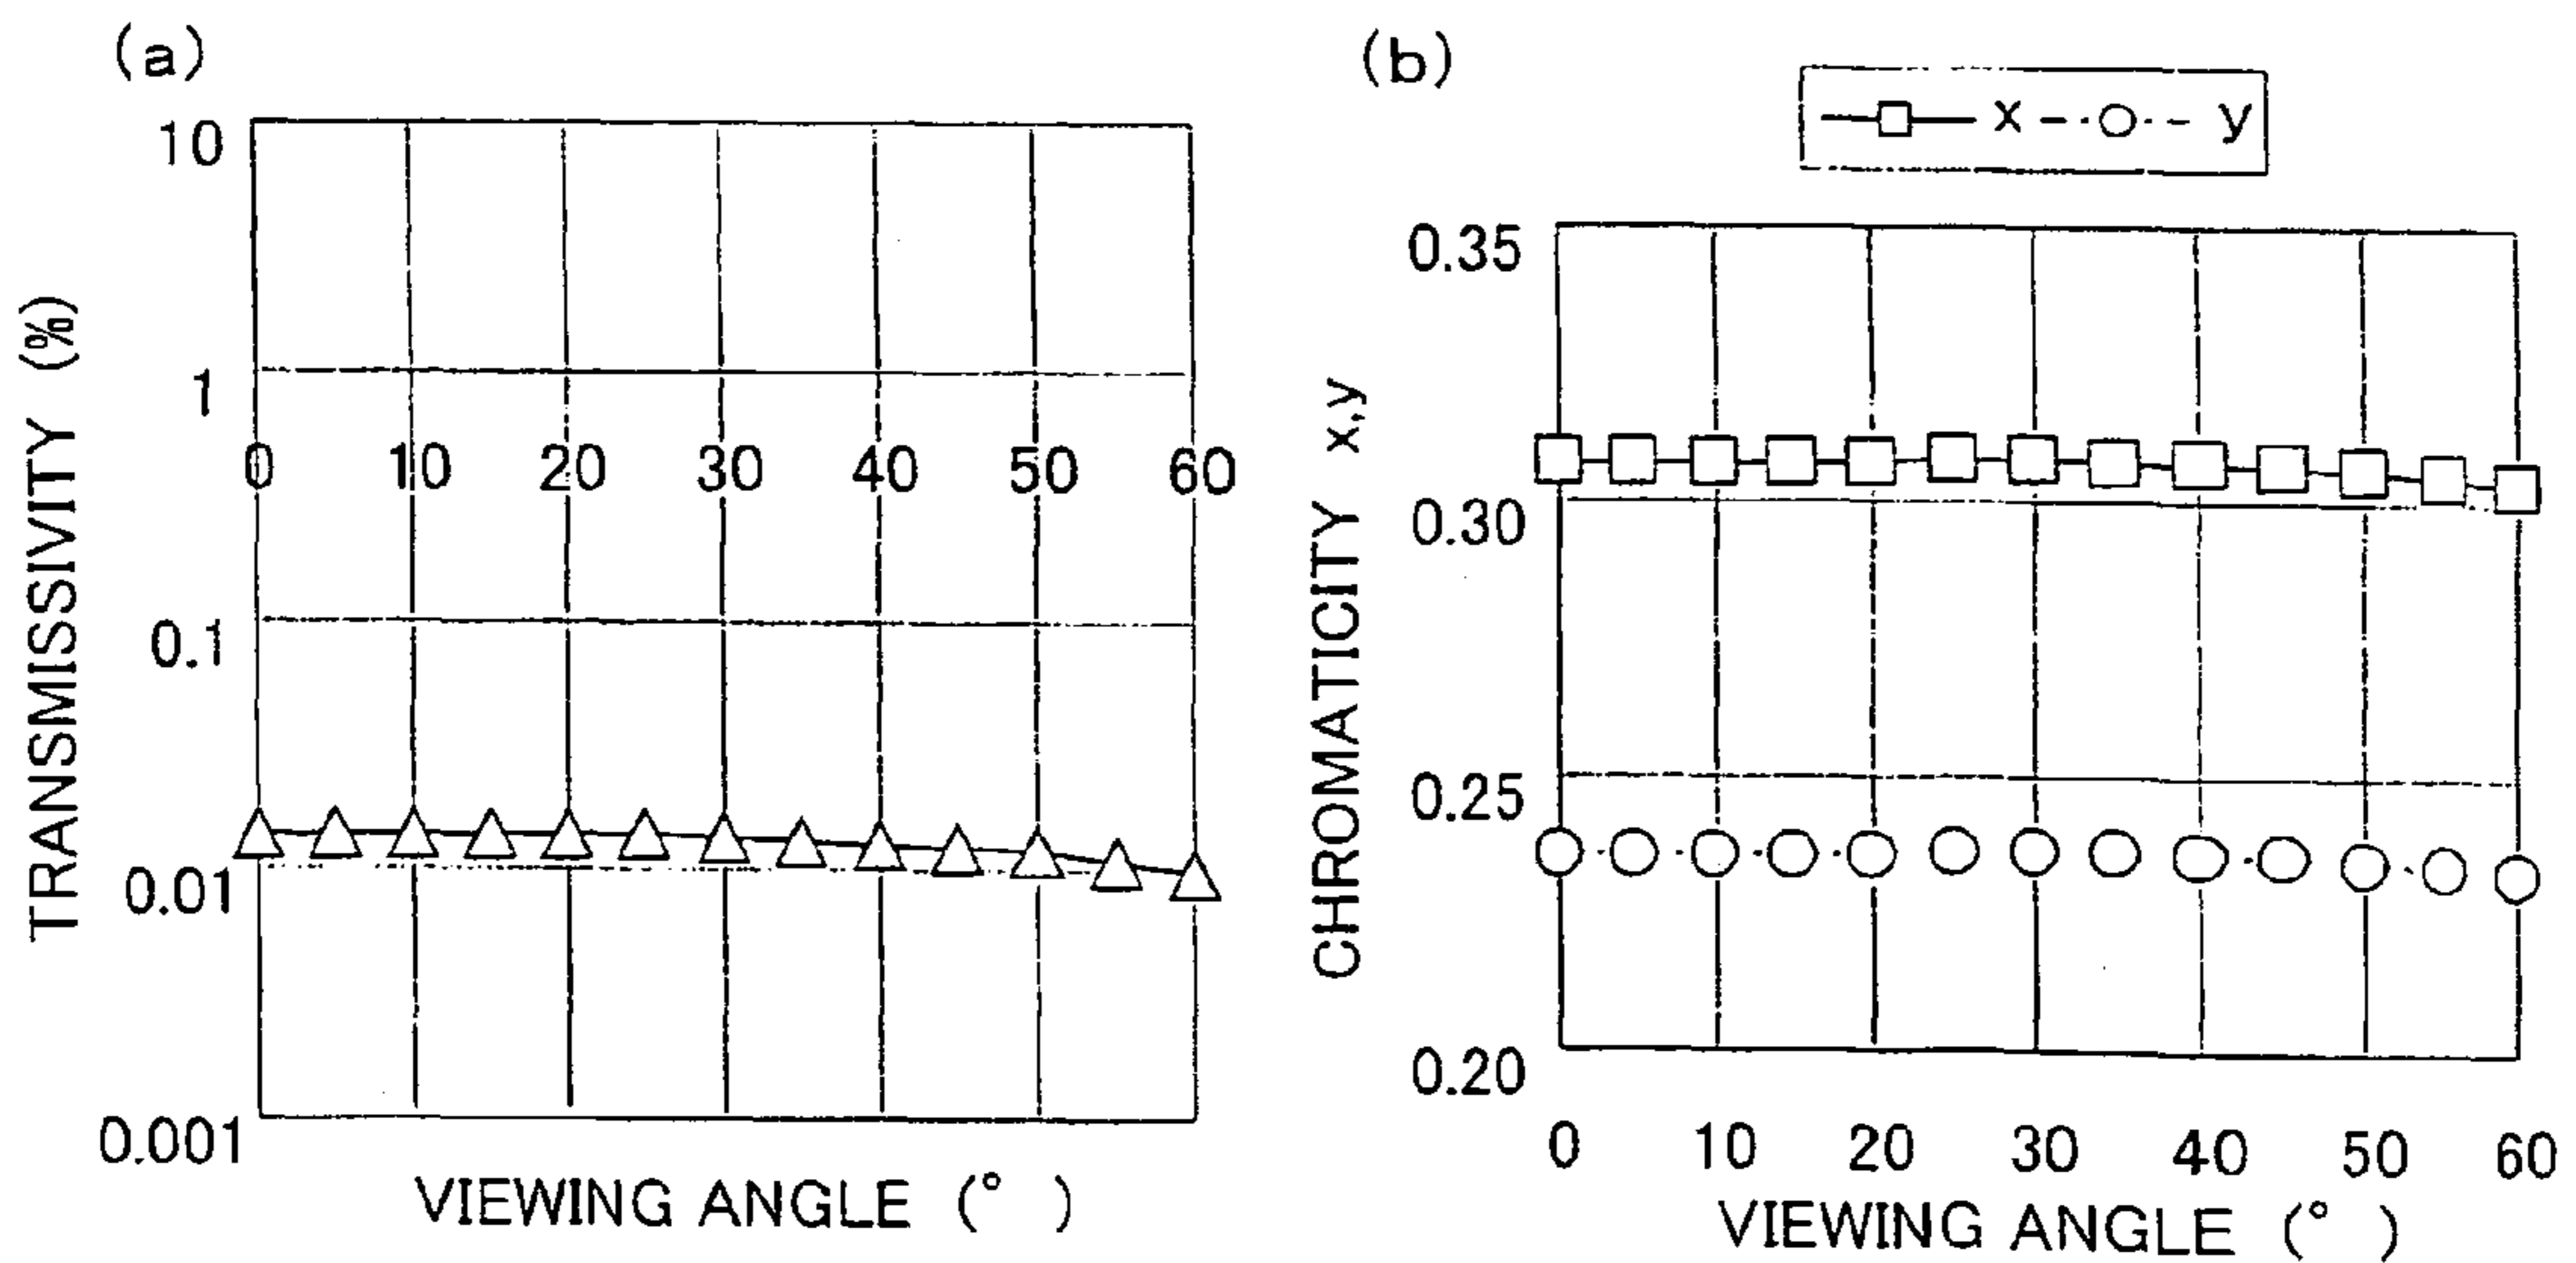 (a)
10
1
0 10 20 30 40 50 60
0.1
0.01
0.001
TRANSMISSIVITY (%)
VIEWING ANGLE (° )
(b)
x y
0.35
0.30
0.25
0.20
CHROMATICITY x,y
0 10 20 30 40 50 60
VIEWING ANGLE (° )